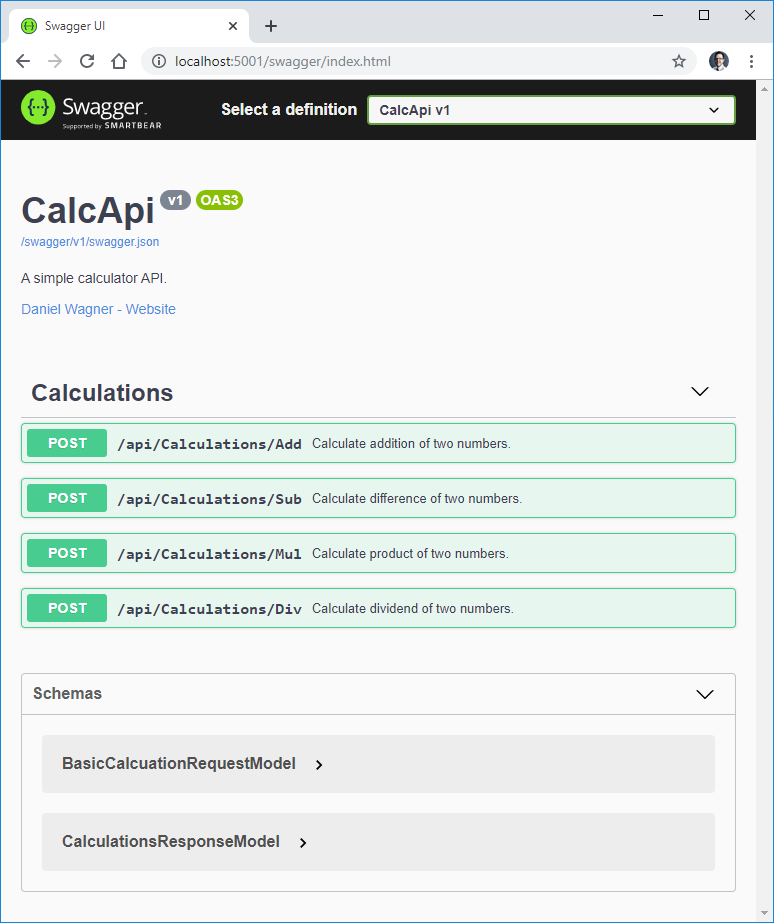 Swagger UI
localhost:5001/swagger/index.html
{···} Swagger
Supported by SMARTBEAR
Select a definition CalcApi v1
CalcApi v1 OAS3
/swagger/v1/swagger.json
A simple calculator API.
Daniel Wagner - Website
Calculations
POST /api/Calculations/Add Calculate addition of two numbers.
POST /api/Calculations/Sub Calculate difference of two numbers.
POST /api/Calculations/Mul Calculate product of two numbers.
POST /api/Calculations/Div Calculate dividend of two numbers.
Schemas
BasicCalcuationRequestModel
CalculationsResponseModel